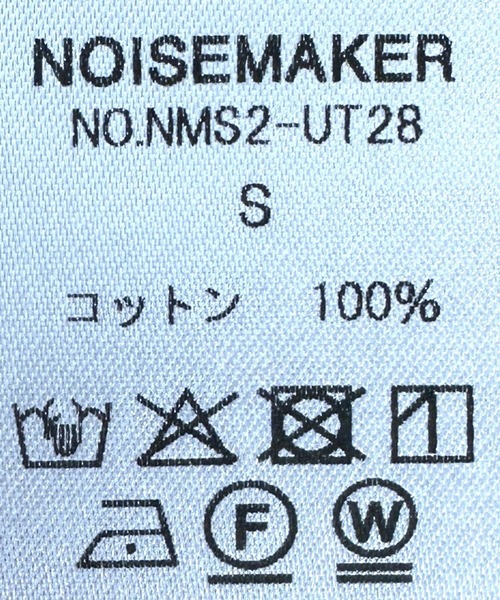 NOISEMAKER
NO.NMS2-UT28
S
コットン 100%
F W